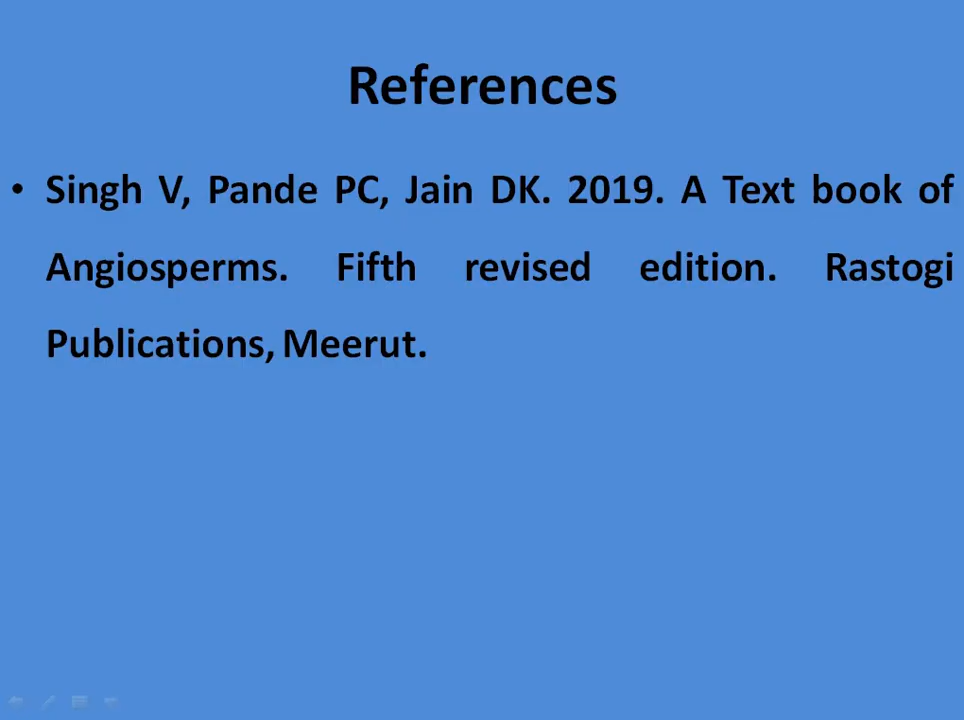 References
• Singh V, Pande PC, Jain DK. 2019. A Text book of
Angiosperms. Fifth revised edition. Rastogi
Publications, Meerut.